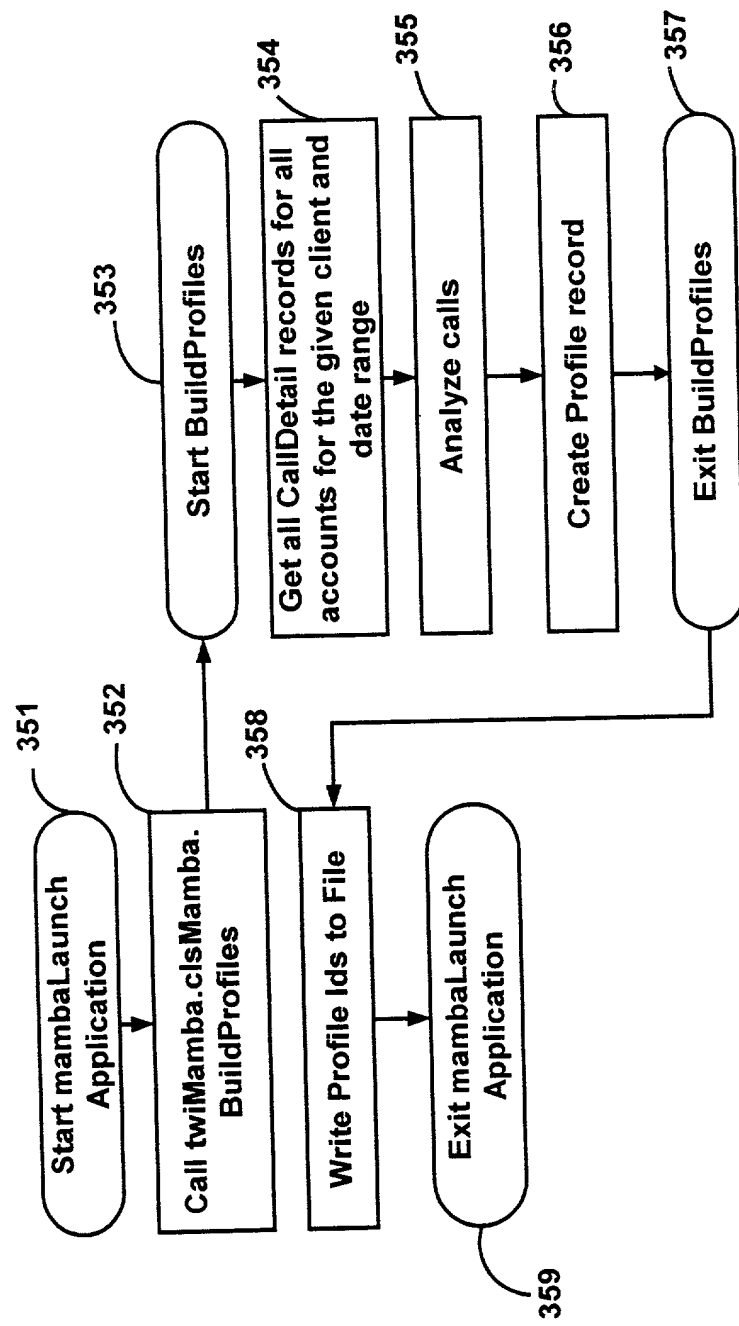 351
Start mambaLaunch
Application
352
Call twiMamba.clsMamba.
BuildProfiles
353
Start BuildProfiles
354
Get all CallDetail records for all
accounts for the given client and
date range
355
Analyze calls
356
Create Profile record
357
Exit BuildProfiles
358
Write Profile Ids to File
Exit mambaLaunch
Application
359